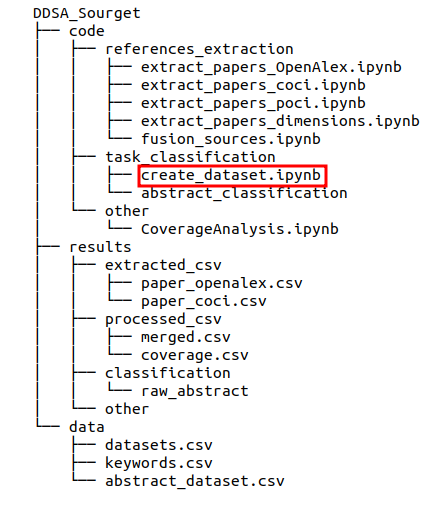 DDSA_Sourget
├── code
│   ├── references_extraction
│   │   ├── extract_papers_OpenAlex.ipynb
│   │   ├── extract_papers_coci.ipynb
│   │   ├── extract_papers_poci.ipynb
│   │   ├── extract_papers_dimensions.ipynb
│   │   └── fusion_sources.ipynb
│   ├── task_classification
│   │   ├── create_dataset.ipynb
│   │   └── abstract_classification
│   └── other
│       └── CoverageAnalysis.ipynb
├── results
│   ├── extracted_csv
│   │   ├── paper_openalex.csv
│   │   └── paper_coci.csv
│   ├── processed_csv
│   │   ├── merged.csv
│   │   └── coverage.csv
│   ├── classification
│   │   └── raw_abstract
│   └── other
└── data
    ├── datasets.csv
    ├── keywords.csv
    └── abstract_dataset.csv